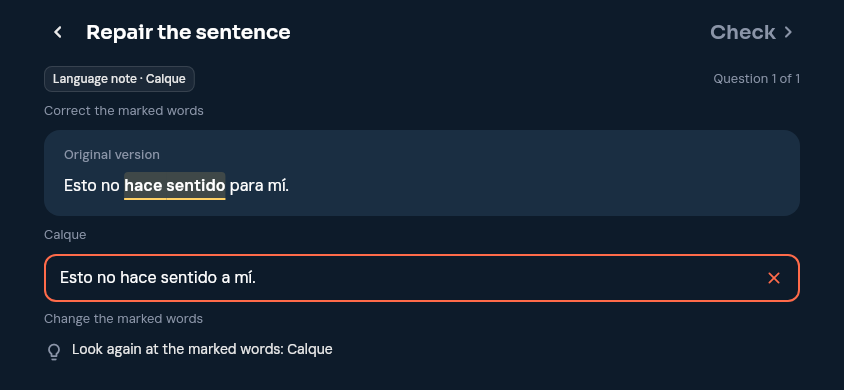 Repair the sentence
Check
Language note · Calque
Question 1 of 1
Correct the marked words
Original version
Esto no hace sentido para mí.
Calque
Esto no hace sentido a mí.
Change the marked words
Look again at the marked words: Calque